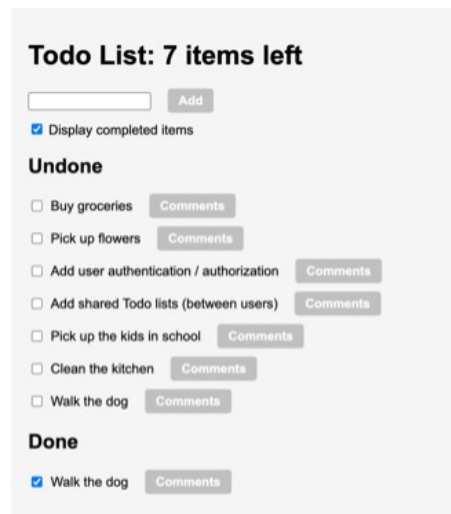 Todo List: 7 items left
Add
Display completed items
Undone
Buy groceries Comments
Pick up flowers Comments
Add user authentication / authorization Comments
Add shared Todo lists (between users) Comments
Pick up the kids in school Comments
Clean the kitchen Comments
Walk the dog Comments
Done
Walk the dog Comments